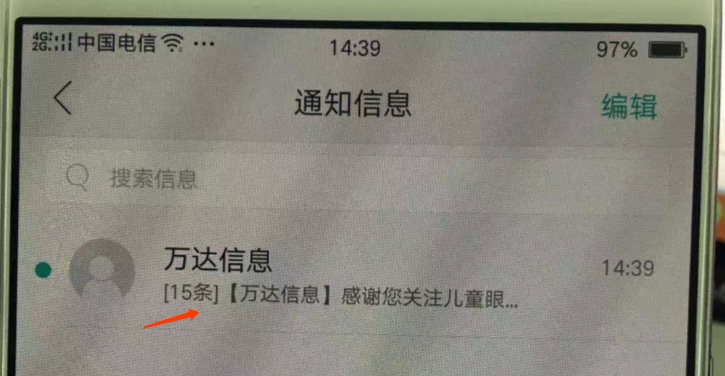 4G+ 2G 中国电信 ... 14:39 97%
通知信息 编辑
搜索信息
万达信息 14:39
[15条]【万达信息】感谢您关注儿童眼...